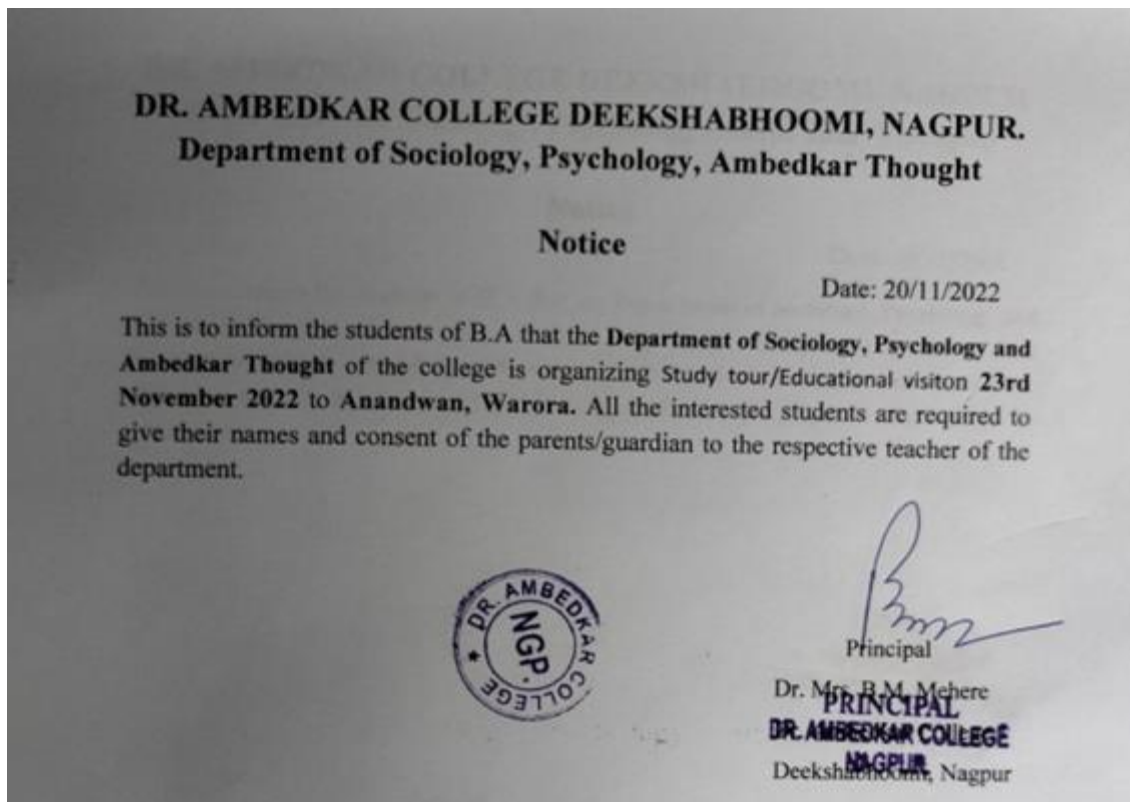 DR. AMBEDKAR COLLEGE DEEKSHABHOOMI, NAGPUR.
Department of Sociology, Psychology, Ambedkar Thought
Notice
Date: 20/11/2022
This is to inform the students of B.A that the Department of Sociology, Psychology and
Ambedkar Thought of the college is organizing Study tour/Educational visiton 23rd
November 2022 to Anandwan, Warora. All the interested students are required to
give their names and consent of the parents/guardian to the respective teacher of the
department.
DR. AMBEDKAR COLLEGE
NGP.
Principal
Dr. Mrs. B.M. Mehere
PRINCIPAL
DR. AMBEDKAR COLLEGE
NAGPUR
Deekshabhoomi, Nagpur